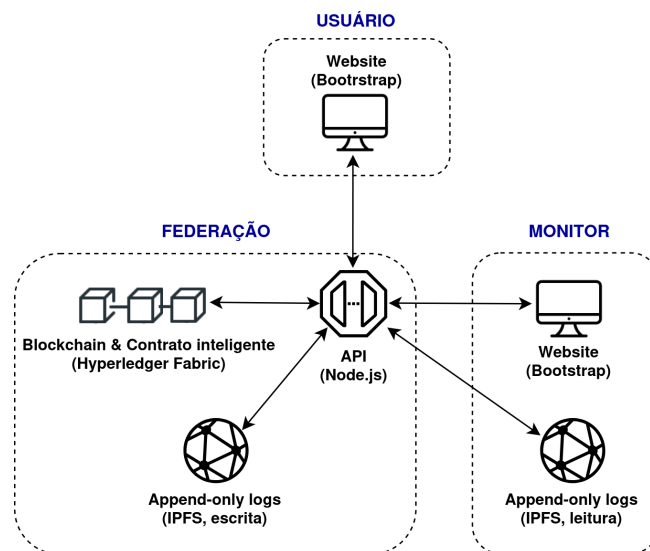 USUÁRIO
Website
(Bootrstrap)
FEDERAÇÃO
MONITOR
Blockchain & Contrato inteligente
(Hyperledger Fabric)
API
(Node.js)
Website
(Bootstrap)
Append-only logs
(IPFS, escrita)
Append-only logs
(IPFS, leitura)